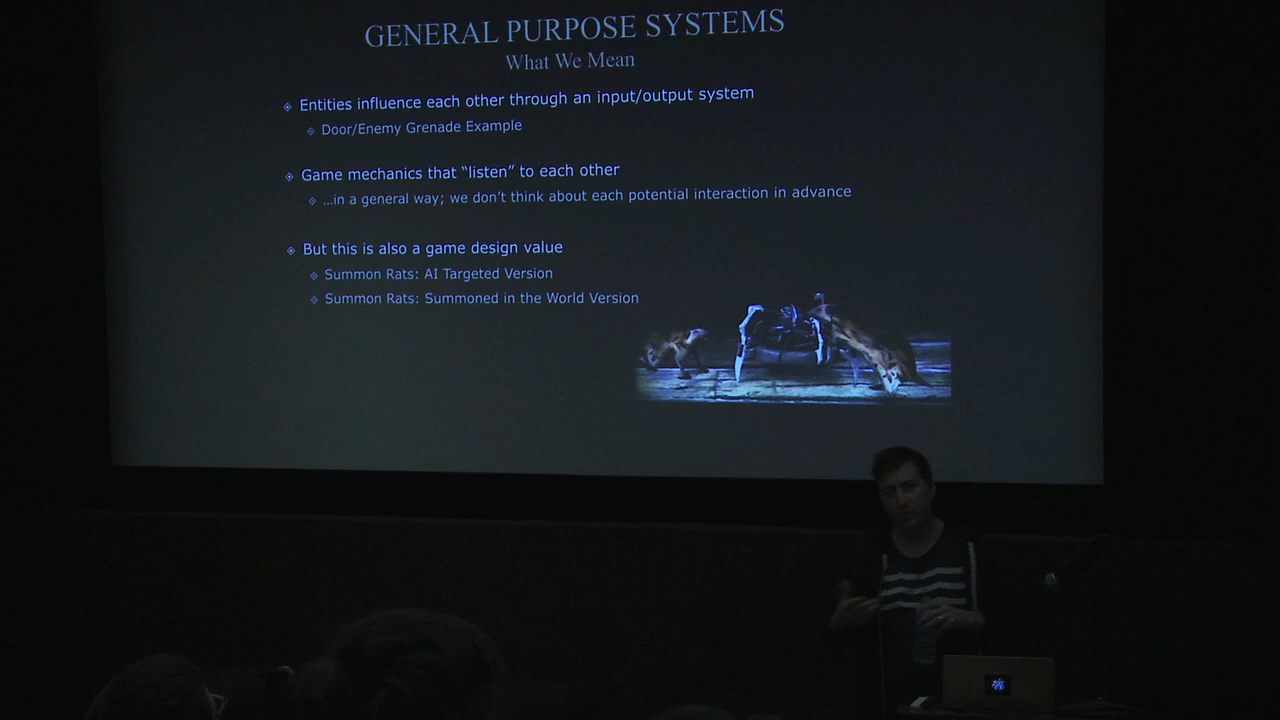 GENERAL PURPOSE SYSTEMS
What We Mean
Entities influence each other through an input/output system
Door/Enemy Grenade Example
Game mechanics that “listen” to each other
...in a general way; we don’t think about each potential interaction in advance
But this is also a game design value
Summon Rats: AI Targeted Version
Summon Rats: Summoned in the World Version